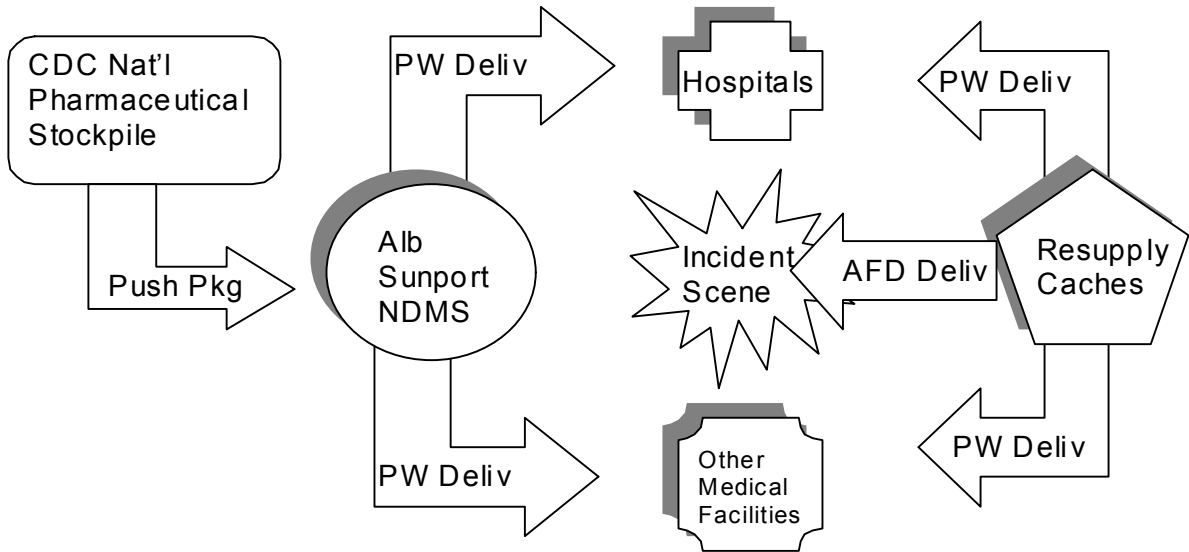 CDC Nat'l
Pharmaceutical
Stockpile
Push Pkg
PW Deliv
Alb
Sunport
NDMS
PW Deliv
Hospitals
Incident
Scene
Other
Medical
Facilities
PW Deliv
AFD Deliv
Resupply
Caches
PW Deliv